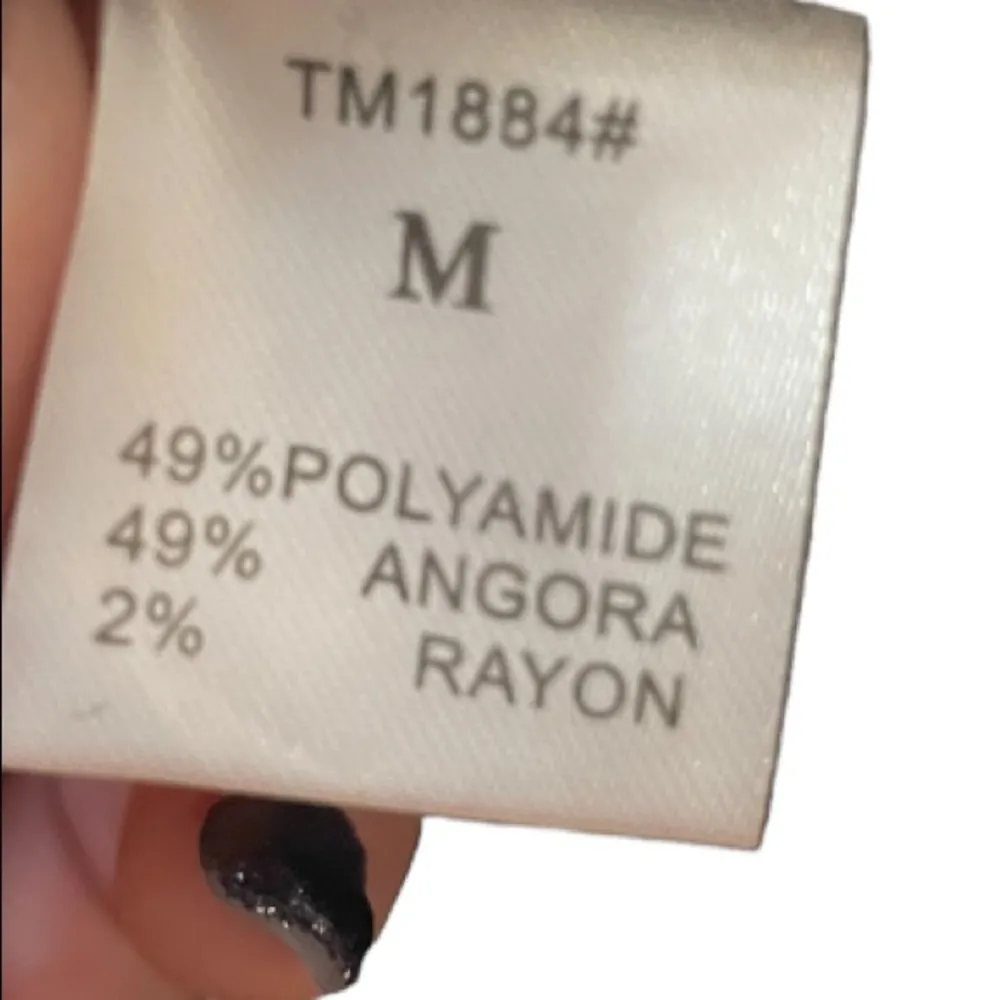 TM1884#
M
49%POLYAMIDE
49% ANGORA
2% RAYON